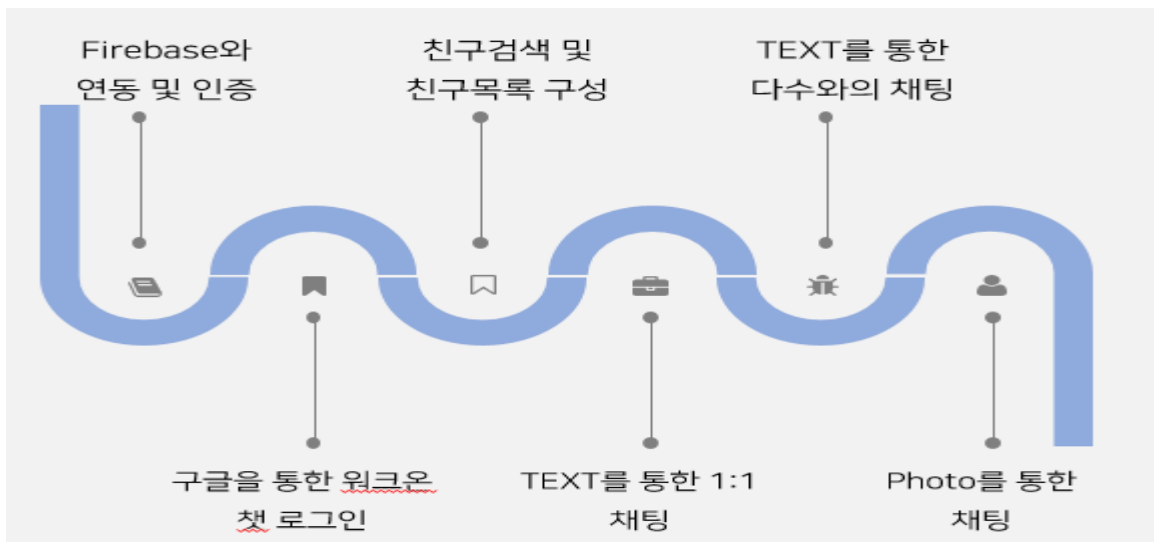 Firebase와
연동 및 인증
친구검색 및
친구목록 구성
TEXT를 통한
다수와의 채팅
구글을 통한 워크온
챗 로그인
TEXT를 통한 1:1
채팅
Photo를 통한
채팅